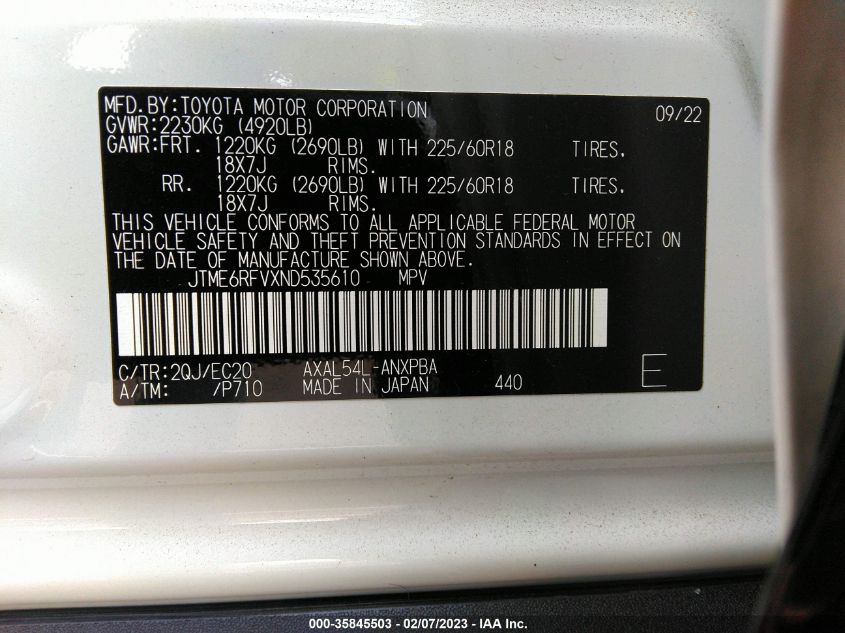 MFD.BY:TOYOTA MOTOR CORPORATION 09/22
GVWR:2230KG (4920LB)
GAWR:FRT. 1220KG (2690LB) WITH 225/60R18 TIRES.
18X7J RIMS.
RR. 1220KG (2690LB) WITH 225/60R18 TIRES.
18X7J RIMS.
THIS VEHICLE CONFORMS TO ALL APPLICABLE FEDERAL MOTOR
VEHICLE SAFETY AND THEFT PREVENTION STANDARDS IN EFFECT ON
THE DATE OF MANUFACTURE SHOWN ABOVE.
JTME6RFVXND535610 MPV
C/TR:2QJ/EC20 AXAL54L-ANXPBA
A/TM: /P710 MADE IN JAPAN 440 E
000-35845503 - 02/07/2023 - IAA Inc.